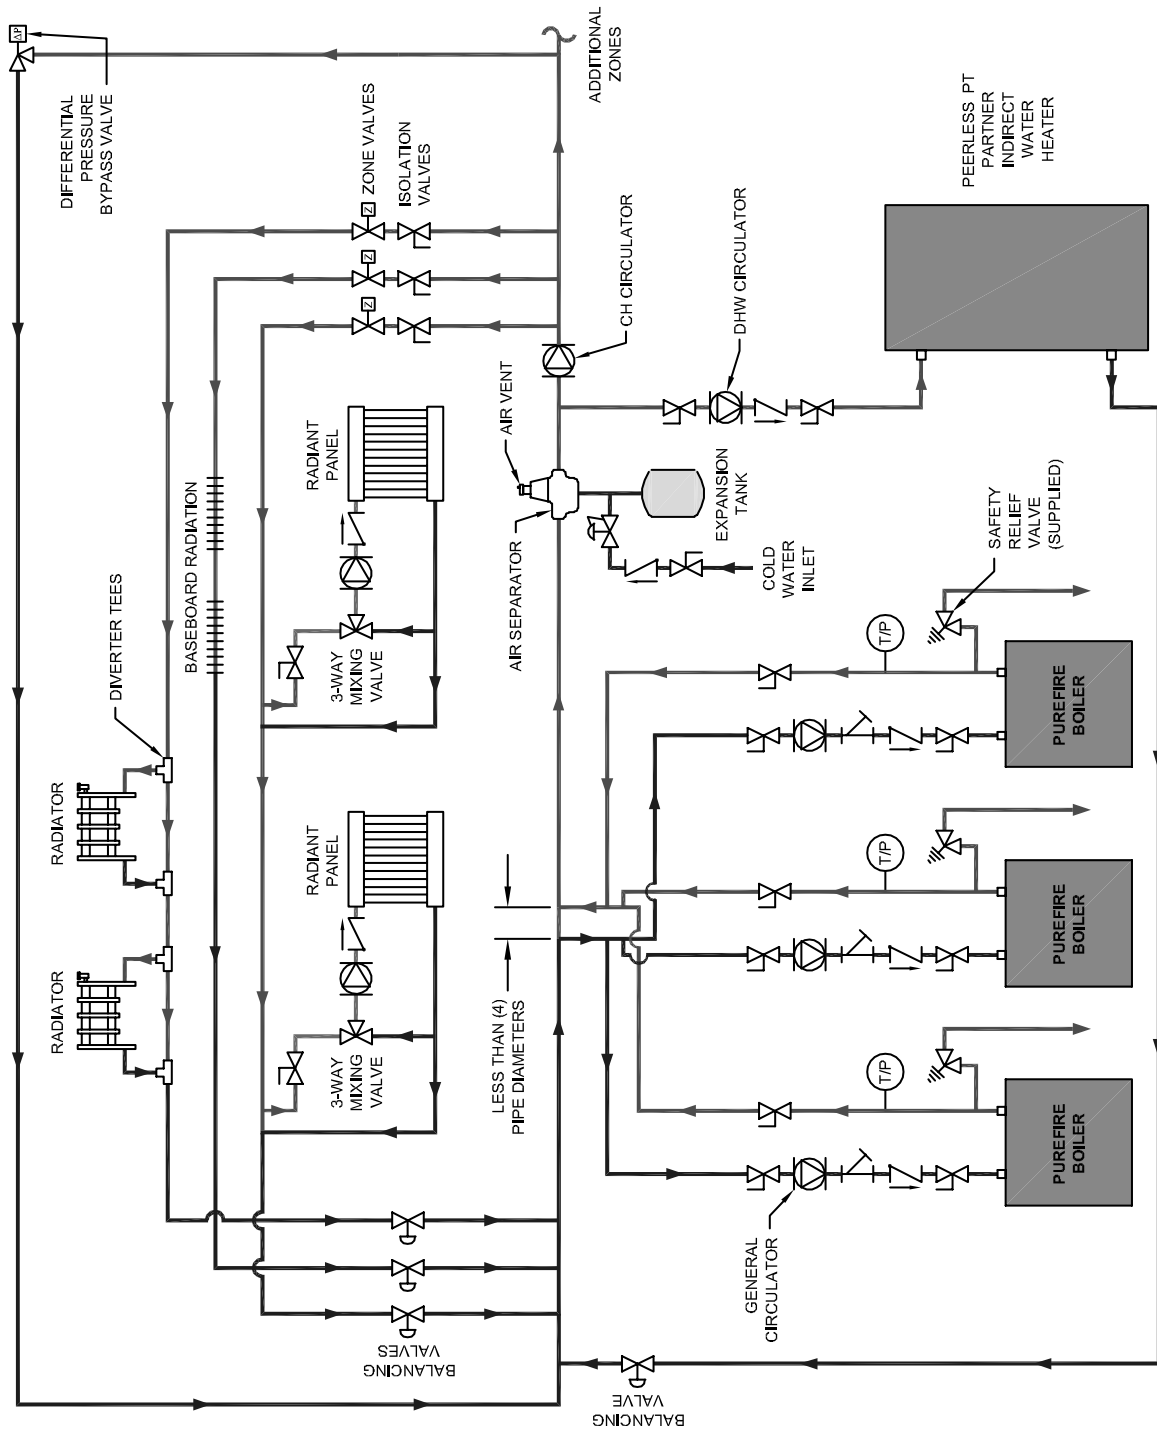 DIFFERENTIAL
PRESSURE
BYPASS VALVE
ΔP
ZONE VALVES
ISOLATION
VALVES
Z
Z
Z
ADDITIONAL
ZONES
PEERLESS PT
PARTNER
INDIRECT
WATER
HEATER
CH CIRCULATOR
DHW CIRCULATOR
AIR VENT
AIR SEPARATOR
EXPANSION
TANK
COLD
WATER
INLET
SAFETY
RELIEF
VALVE
(SUPPLIED)
BASEBOARD RADIATION
DIVERTER TEES
RADIANT
PANEL
3-WAY
MIXING
VALVE
RADIATOR
RADIATOR
RADIANT
PANEL
3-WAY
MIXING
VALVE
LESS THAN (4)
PIPE DIAMETERS
T/P
PUREFIRE
BOILER
T/P
PUREFIRE
BOILER
T/P
PUREFIRE
BOILER
GENERAL
CIRCULATOR
BALANCING
VALVES
BALANCING
VALVE